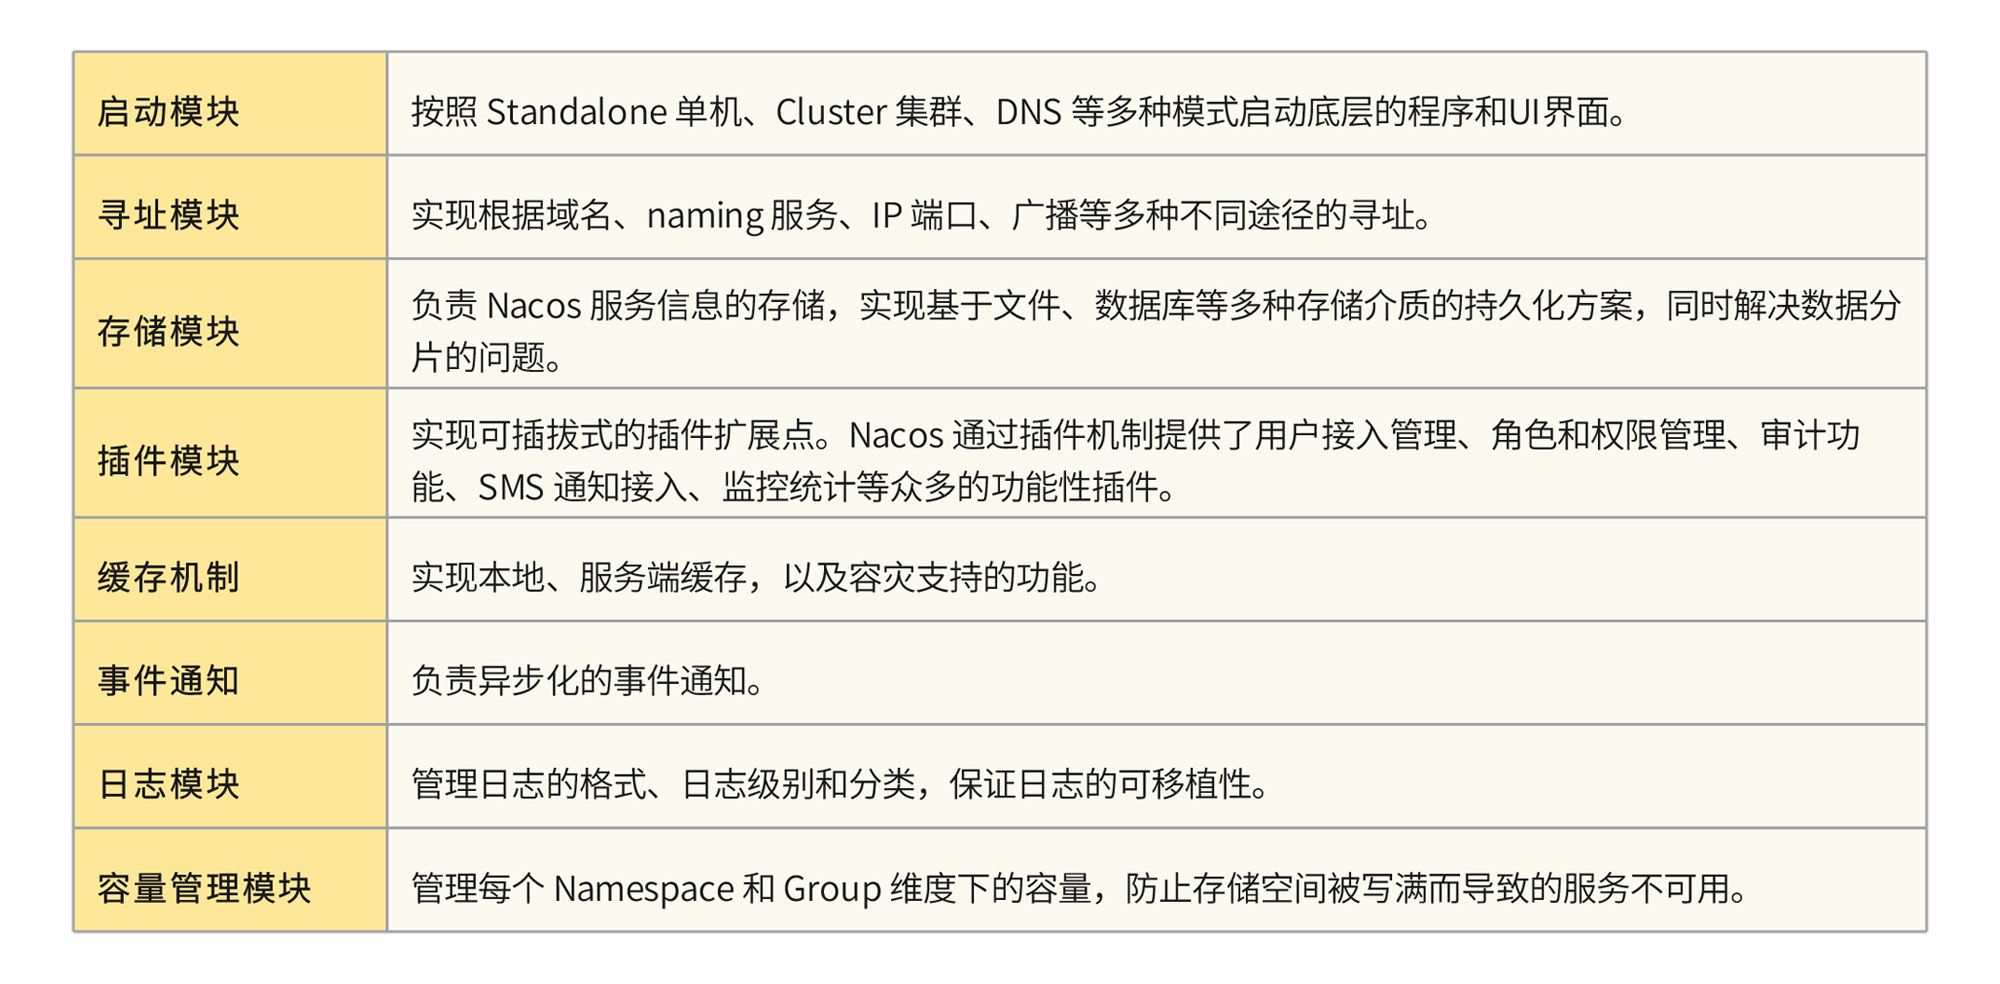 启动模块
按照 Standalone 单机、Cluster 集群、DNS 等多种模式启动底层的程序和UI界面。
寻址模块
实现根据域名、naming 服务、IP 端口、广播等多种不同途径的寻址。
存储模块
负责 Nacos 服务信息的存储，实现基于文件、数据库等多种存储介质的持久化方案，同时解决数据分
片的问题。
插件模块
实现可插拔式的插件扩展点。Nacos 通过插件机制提供了用户接入管理、角色和权限管理、审计功
能、SMS 通知接入、监控统计等众多的功能性插件。
缓存机制
实现本地、服务端缓存，以及容灾支持的功能。
事件通知
负责异步化的事件通知。
日志模块
管理日志的格式、日志级别和分类，保证日志的可移植性。
容量管理模块
管理每个 Namespace 和 Group 维度下的容量，防止存储空间被写满而导致的服务不可用。